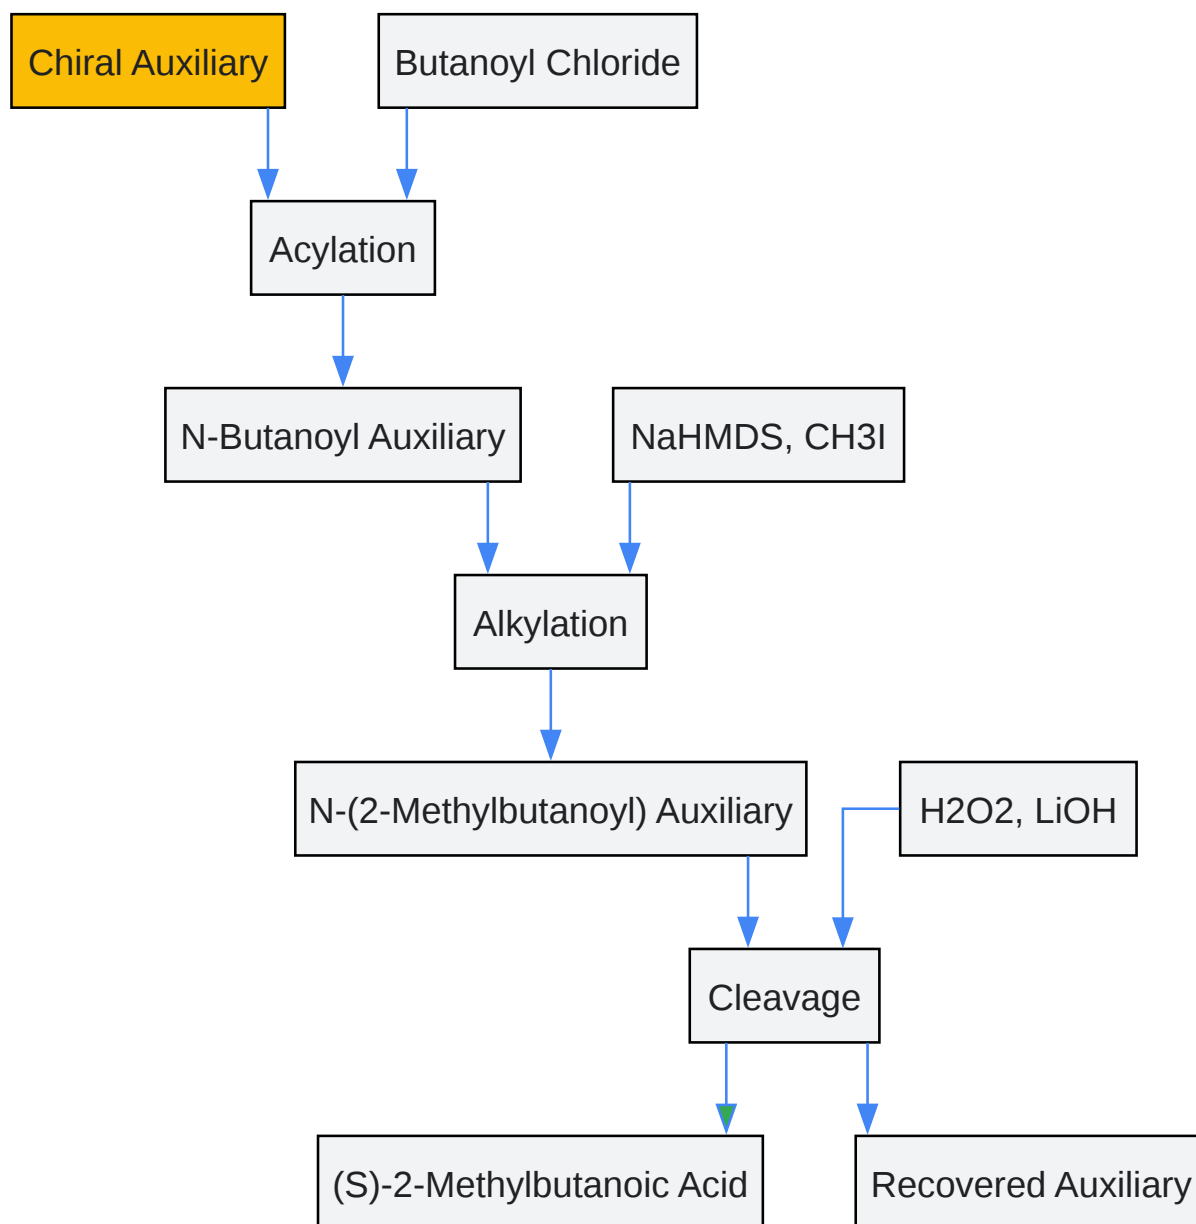 Chiral Auxiliary
Butanoyl Chloride
Acylation
N-Butanoyl Auxiliary
NaHMDS, CH3I
Alkylation
N-(2-Methylbutanoyl) Auxiliary
H2O2, LiOH
Cleavage
(S)-2-Methylbutanoic Acid
Recovered Auxiliary